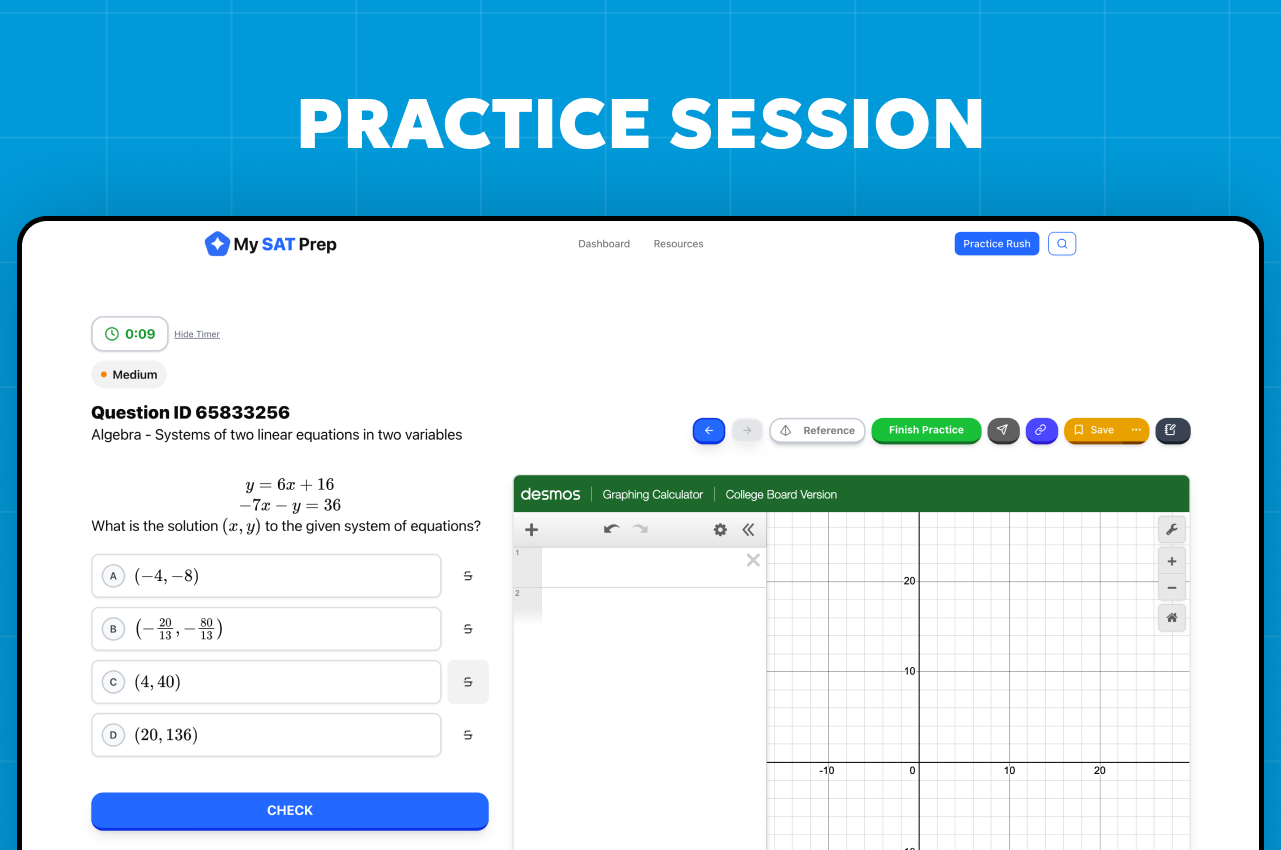 PRACTICE SESSION
My SAT Prep
Dashboard
Resources
Practice Rush
0:09
Hide Timer
Medium
Question ID 65833256
Algebra - Systems of two linear equations in two variables
Reference
Finish Practice
Save
y = 6x + 16
−7x − y = 36
What is the solution (x, y) to the given system of equations?
A (−4, −8)
B (−20/13, −80/13)
C (4, 40)
D (20, 136)
CHECK
desmos
Graphing Calculator
College Board Version
1
2
20
10
-10
0
10
20